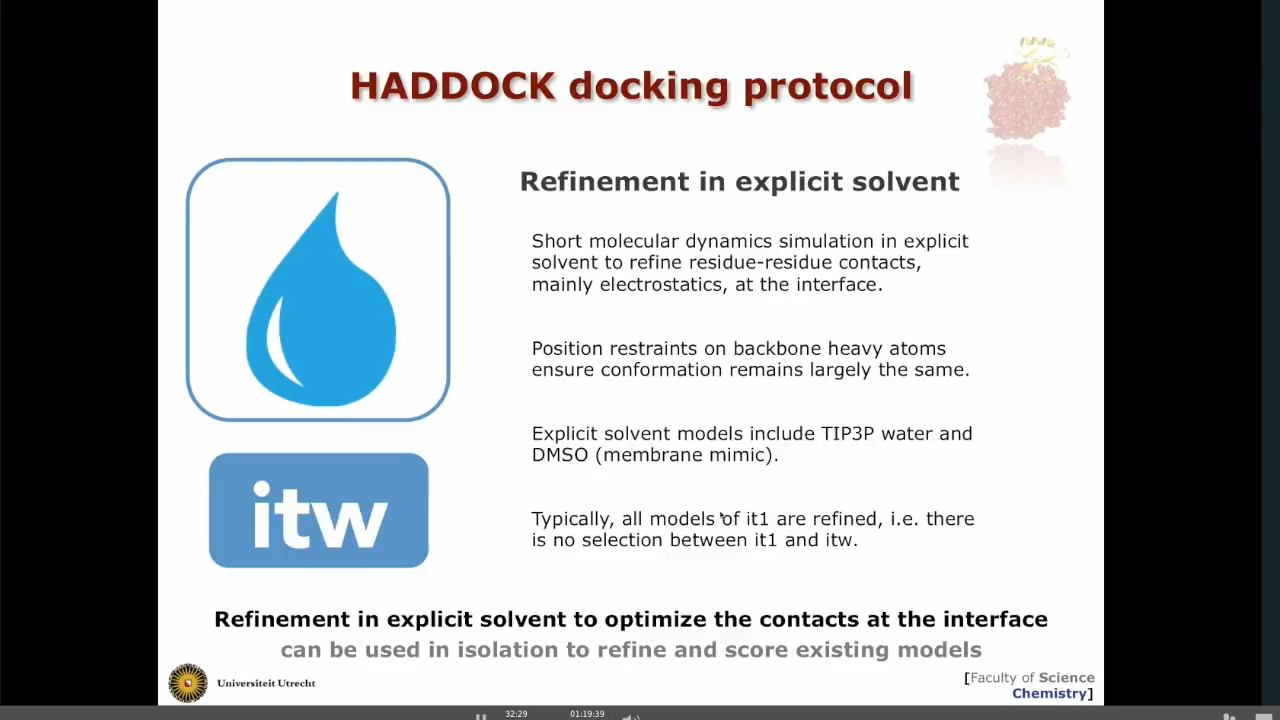 HADDOCK docking protocol
Refinement in explicit solvent
Short molecular dynamics simulation in explicit
solvent to refine residue-residue contacts,
mainly electrostatics, at the interface.
Position restraints on backbone heavy atoms
ensure conformation remains largely the same.
Explicit solvent models include TIP3P water and
DMSO (membrane mimic).
itw
Typically, all models of it1 are refined, i.e. there
is no selection between it1 and itw.
Refinement in explicit solvent to optimize the contacts at the interface
can be used in isolation to refine and score existing models
Universiteit Utrecht
[Faculty of Science
Chemistry]
32:29
01:19:39